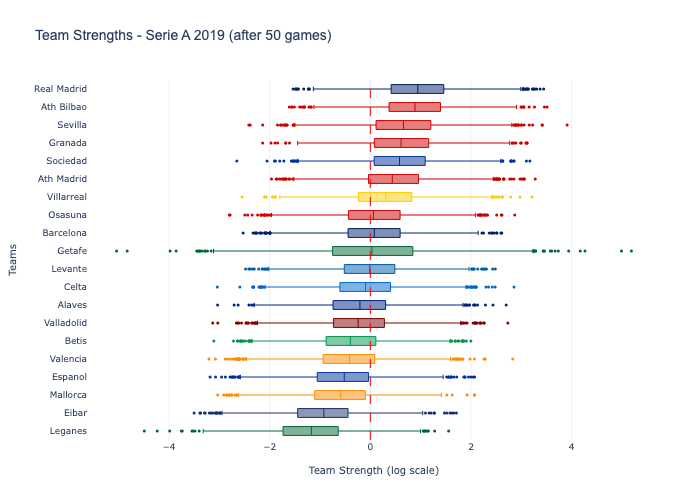 Team Strengths - Serie A 2019 (after 50 games)
Real Madrid
Ath Bilbao
Sevilla
Granada
Sociedad
Ath Madrid
Villarreal
Osasuna
Barcelona
Getafe
Levante
Celta
Alaves
Valladolid
Betis
Valencia
Espanol
Mallorca
Eibar
Leganes
Teams
−4
−2
0
2
4
Team Strength (log scale)